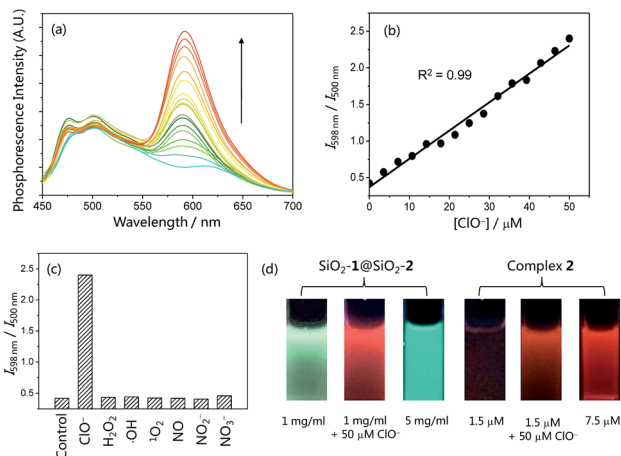 (a)
Phosphorescence Intensity (A.U.)
450 500 550 600 650 700
Wavelength / nm
(b)
R² = 0.99
I598 nm / I500 nm
2.5
2.0
1.5
1.0
0.5
0 10 20 30 40 50
[ClO⁻] / μM
(c)
I598 nm / I500 nm
2.5
2.0
1.5
1.0
0.5
Control ClO⁻ H₂O₂ ·OH ¹O₂ NO NO₂⁻ NO₃⁻
(d)
SiO₂-1@SiO₂-2 Complex 2
1 mg/ml 1 mg/ml 5 mg/ml 1.5 μM 1.5 μM 7.5 μM
+ 50 μM ClO⁻ + 50 μM ClO⁻